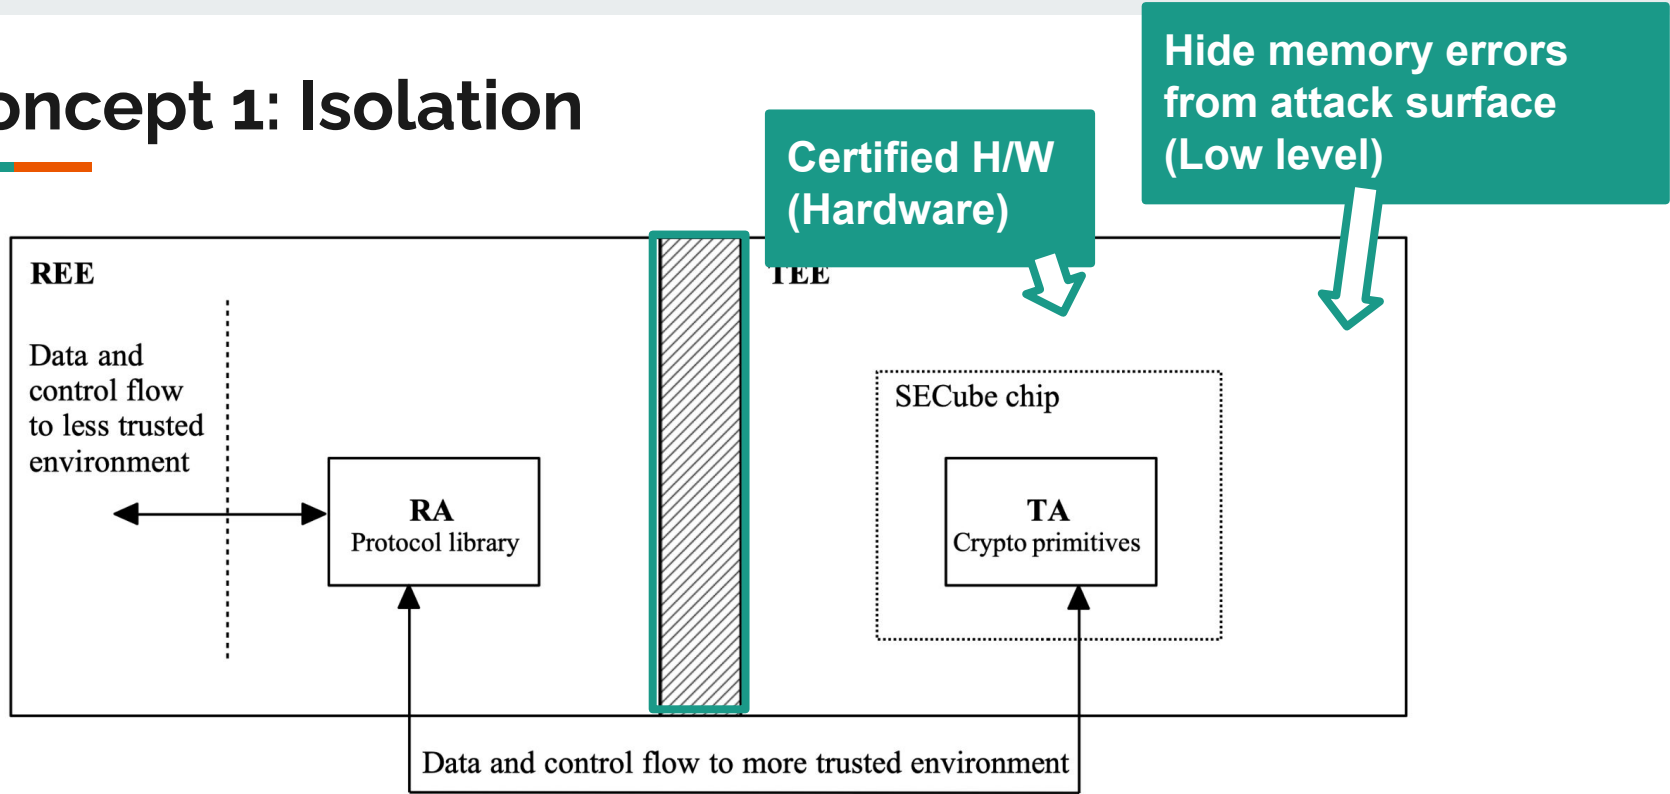 oncept 1: Isolation
Hide memory errors
from attack surface
(Low level)
Certified H/W
(Hardware)
REE
TEE
Data and
control flow
to less trusted
environment
SECube chip
RA
Protocol library
TA
Crypto primitives
Data and control flow to more trusted environment